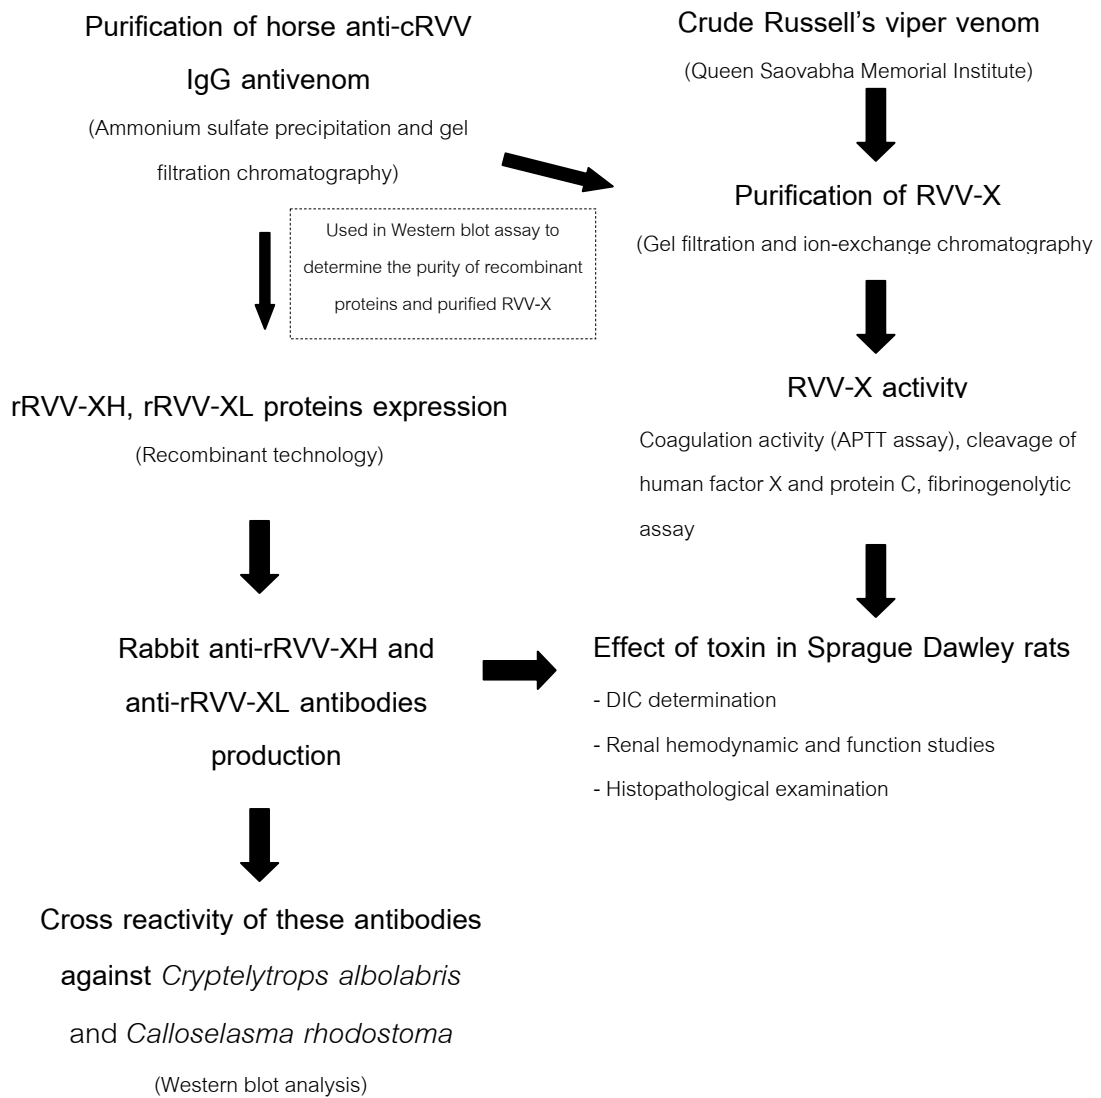 Purification of horse anti-cRVV
IgG antivenom
(Ammonium sulfate precipitation and gel
filtration chromatography)
Used in Western blot assay to
determine the purity of recombinant
proteins and purified RVV-X
rRVV-XH, rRVV-XL proteins expression
(Recombinant technology)
Rabbit anti-rRVV-XH and
anti-rRVV-XL antibodies
production
Cross reactivity of these antibodies
against Cryptelytrops albolabris
and Calloselasma rhodostoma
(Western blot analysis)
Crude Russell’s viper venom
(Queen Saovabha Memorial Institute)
Purification of RVV-X
(Gel filtration and ion-exchange chromatography
RVV-X activity
Coagulation activity (APTT assay), cleavage of
human factor X and protein C, fibrinogenolytic
assay
Effect of toxin in Sprague Dawley rats
- DIC determination
- Renal hemodynamic and function studies
- Histopathological examination